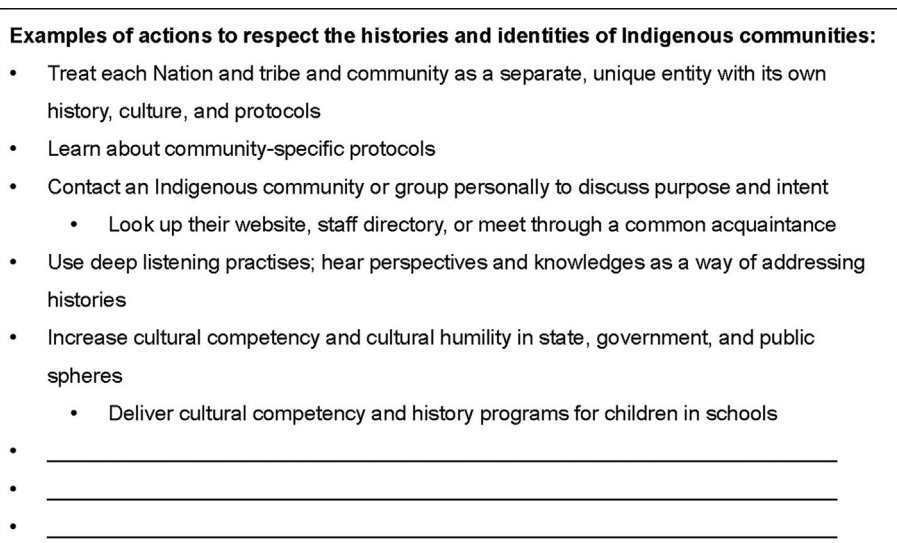 Examples of actions to respect the histories and identities of Indigenous communities:
• Treat each Nation and tribe and community as a separate, unique entity with its own
history, culture, and protocols
• Learn about community-specific protocols
• Contact an Indigenous community or group personally to discuss purpose and intent
• Look up their website, staff directory, or meet through a common acquaintance
• Use deep listening practises; hear perspectives and knowledges as a way of addressing
histories
• Increase cultural competency and cultural humility in state, government, and public
spheres
• Deliver cultural competency and history programs for children in schools